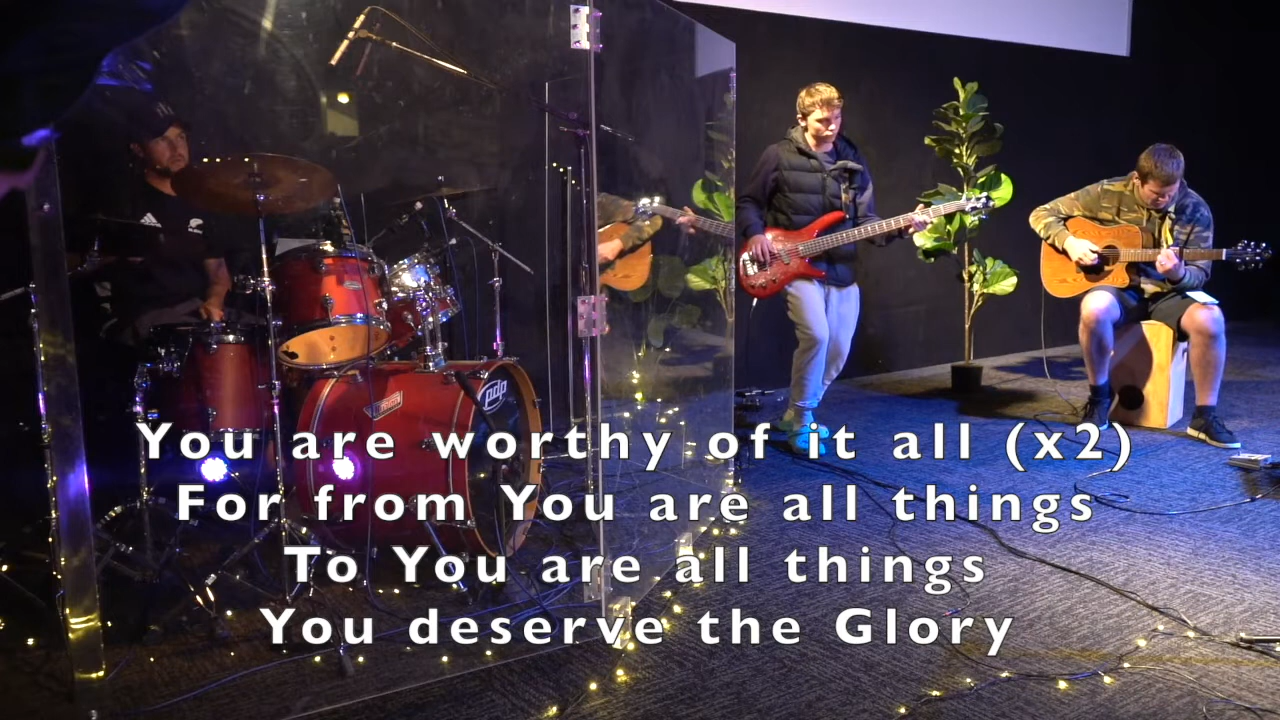 pdp
You are worthy of it all (x2)
For from You are all things
To You are all things
You deserve the Glory